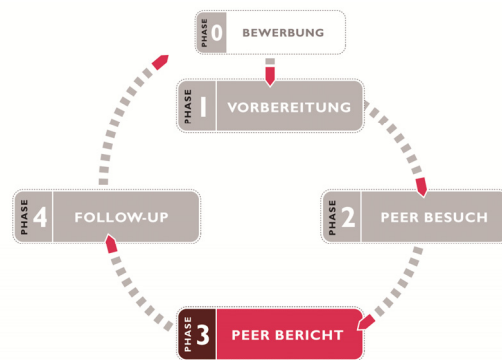 PHASE 0 BEWERBUNG
PHASE 1 VORBEREITUNG
PHASE 2 PEER BESUCH
PHASE 3 PEER BERICHT
PHASE 4 FOLLOW-UP